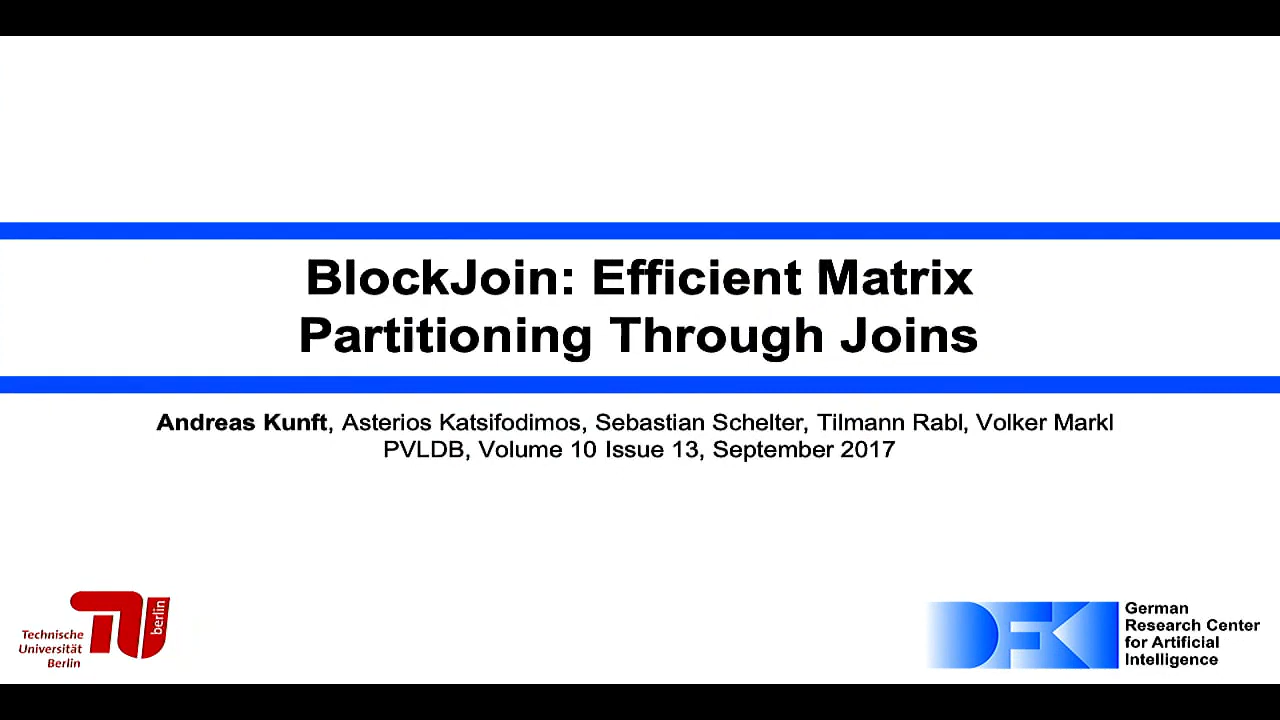 BlockJoin: Efficient Matrix
Partitioning Through Joins
Andreas Kunft, Asterios Katsifodimos, Sebastian Schelter, Tilmann Rabl, Volker Markl
PVLDB, Volume 10 Issue 13, September 2017
Technische
Universität
Berlin
berlin
DFKI
German
Research Center
for Artificial
Intelligence